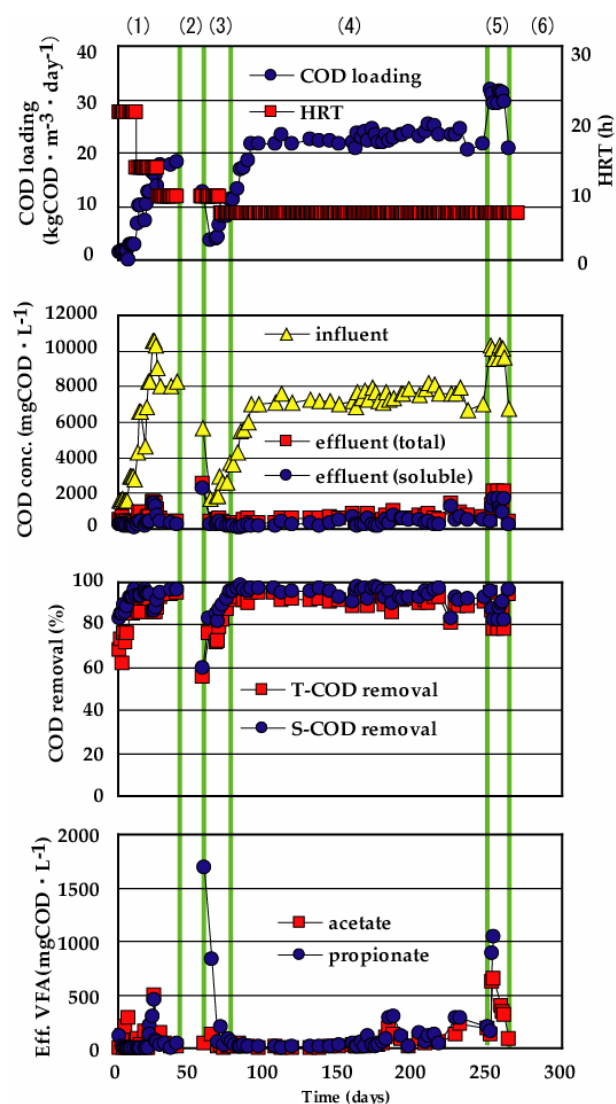 (1) (2) (3) (4) (5) (6)
COD loading
(kgCOD · m-3 · day-1)
40
30
20
10
0
COD loading
HRT
30
20
10
0
HRT (h)
COD conc. (mgCOD · L-1)
12000
10000
8000
6000
4000
2000
0
influent
effluent (total)
effluent (soluble)
COD removal (%)
100
80
60
40
20
0
T-COD removal
S-COD removal
Eff. VFA(mgCOD · L-1)
2000
1500
1000
500
0
acetate
propionate
0 50 100 150 200 250 300
Time (days)